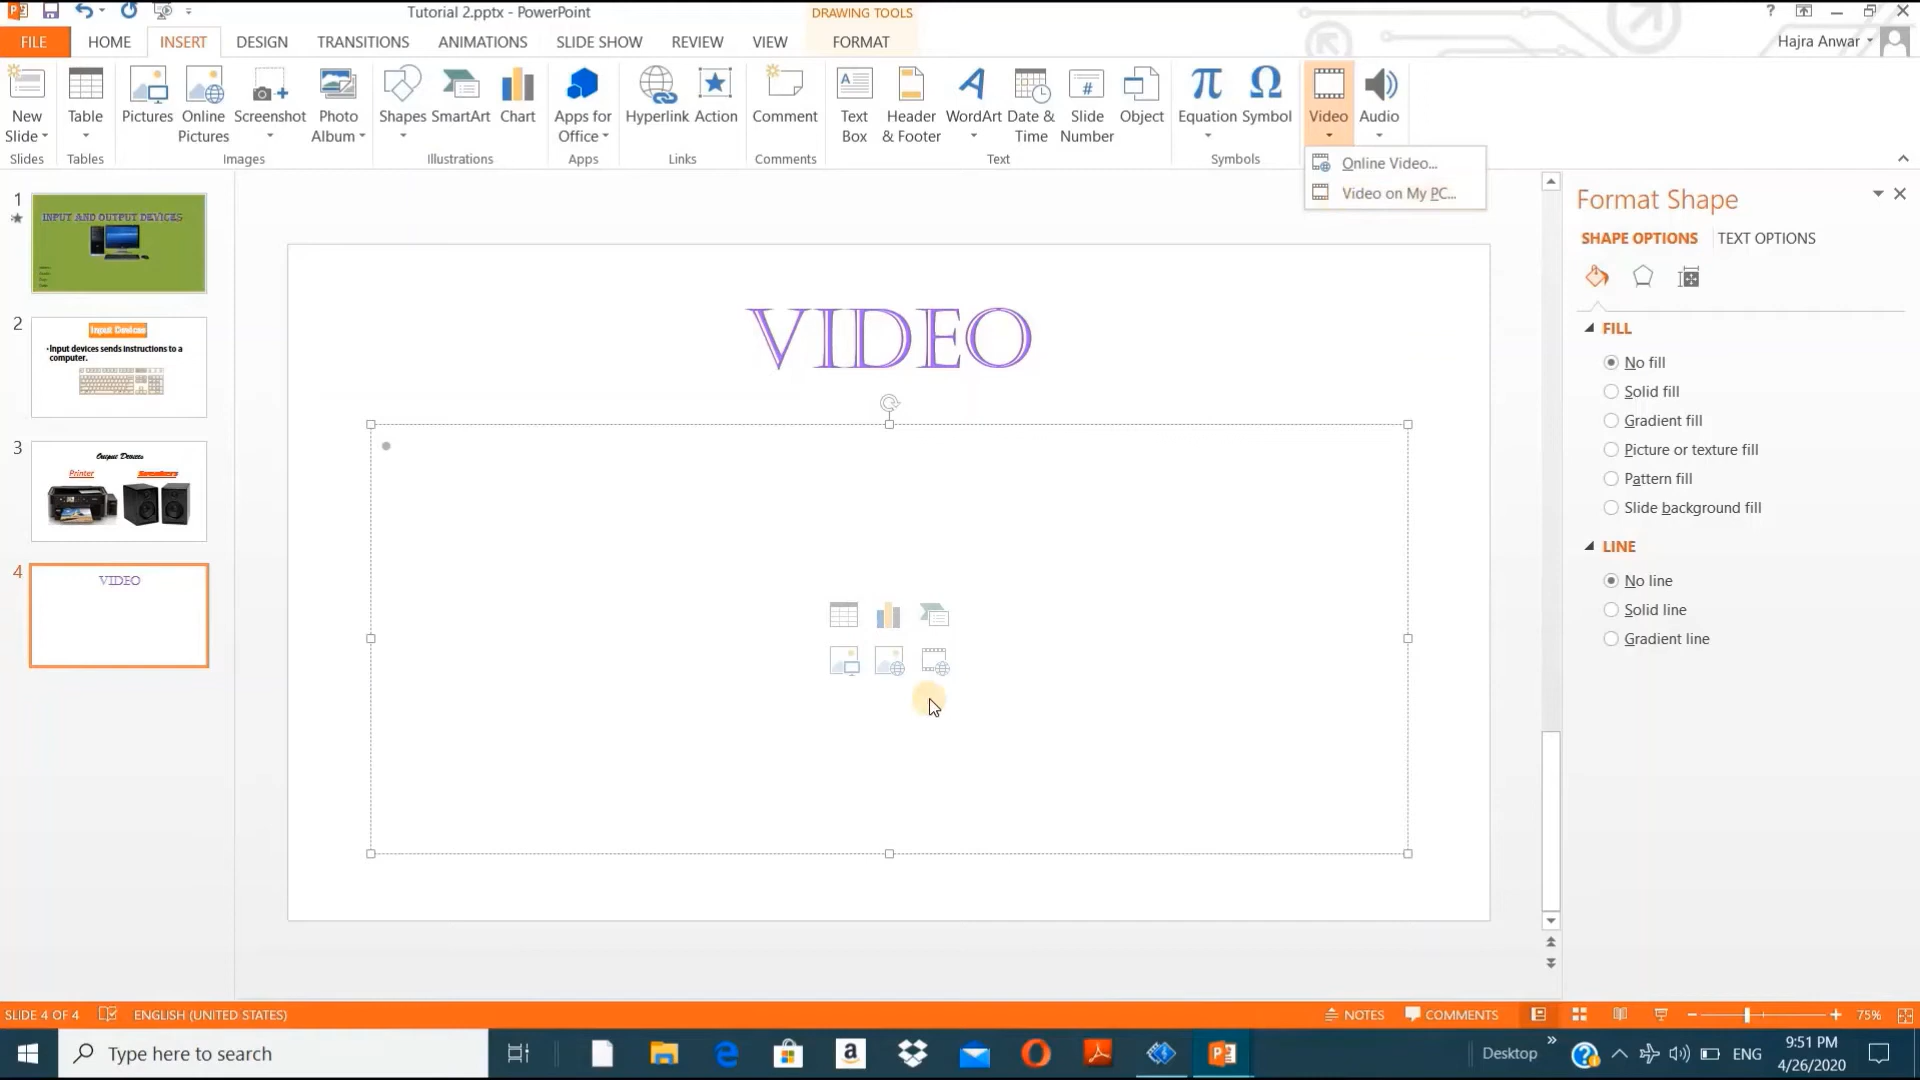 Tutorial 2.pptx - PowerPoint
DRAWING TOOLS
?
FILE
HOME
INSERT
DESIGN
TRANSITIONS
ANIMATIONS
SLIDE SHOW
REVIEW
VIEW
FORMAT
Hajra Anwar
New Slide
Table
Pictures
Online Pictures
Screenshot
Photo Album
Shapes
SmartArt
Chart
Apps for Office
Hyperlink
Action
Comment
Text Box
Header & Footer
WordArt
Date & Time
Slide Number
Object
Equation
Symbol
Video
Audio
Slides
Tables
Images
Illustrations
Apps
Links
Comments
Text
Symbols
Online Video...
Video on My PC...
1
INPUT AND OUTPUT DEVICES
2
Input Devices
• Input devices sends instructions to a computer.
3
Output Devices
Printer
Speakers
4
VIDEO
VIDEO
Format Shape
SHAPE OPTIONS
TEXT OPTIONS
FILL
No fill
Solid fill
Gradient fill
Picture or texture fill
Pattern fill
Slide background fill
LINE
No line
Solid line
Gradient line
SLIDE 4 OF 4
ENGLISH (UNITED STATES)
NOTES
COMMENTS
75%
Type here to search
Desktop
ENG
9:51 PM
4/26/2020